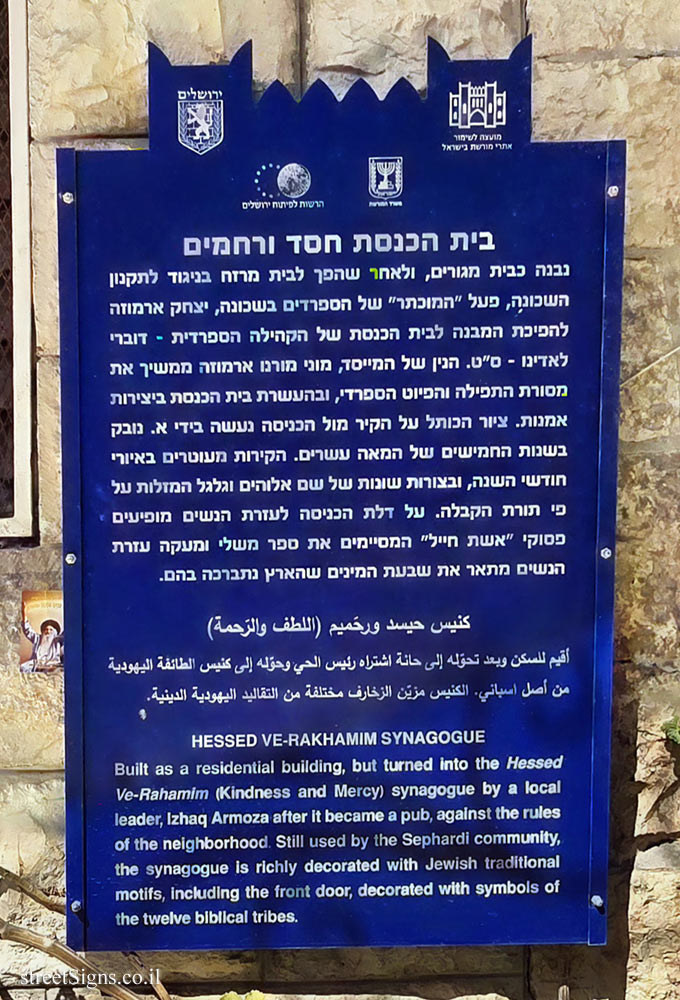 ירושלים
מועצה לשימור
אתרי מורשת בישראל
הרשות לפיתוח ירושלים
משרד המורשת
בית הכנסת חסד ורחמים
נבנה כבית מגורים, ולאחר שהפך לבית מרזח בניגוד לתקנון
השכונה, פעל "המוכתר" של הספרדים בשכונה, יצחק ארמוזה
להפיכת המבנה לבית הכנסת של הקהילה הספרדית - דוברי
לאדינו - ס"ט. הנין של המייסד, מוני מורנו ארמוזה ממשיך את
מסורת התפילה והפיוט הספרדי, ובהעשרת בית הכנסת ביצירות
אמנות. ציור הכותל על הקיר מול הכניסה נעשה בידי א. נובק
בשנות החמישים של המאה עשרים. הקירות מעוטרים באיורי
חודשי השנה, ובצורות שונות של שם אלוהים וגלגל המזלות על
פי תורת הקבלה. על דלת הכניסה לעזרת הנשים מופיעים
פסוקי "אשת חייל" המסיימים את ספר משלי ומעקה עזרת
הנשים מתאר את שבעת המינים שהארץ נתברכה בהם.
كنيس حيسد ورحَميم (اللطف والرّحمة)
أقيم للسكن وبعد تحوّله إلى حانة اشتراه رئيس الحي وحوّله إلى كنيس الطائفة اليهودية
من أصل اسباني. الكنيس مزيّن الزخارف مختلفة من التقاليد اليهودية الدينية.
HESSED VE-RAKHAMIM SYNAGOGUE
Built as a residential building, but turned into the Hessed
Ve-Rahamim (Kindness and Mercy) synagogue by a local
leader, Izhaq Armoza after it became a pub, against the rules
of the neighborhood. Still used by the Sephardi community,
the synagogue is richly decorated with Jewish traditional
motifs, including the front door, decorated with symbols of
the twelve biblical tribes.
streetSigns.co.il